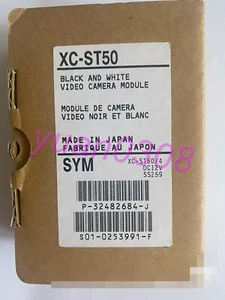 XC-ST50
BLACK AND WHITE
VIDEO CAMERA MODULE
MODULE DE CAMERA
VIDEO NOIR ET BLANC
MADE IN JAPAN
FABRIQUE AU JAPON
SYM
XC-ST50/4
DC12V
55259
P-32482684-J
S01-0253991-F